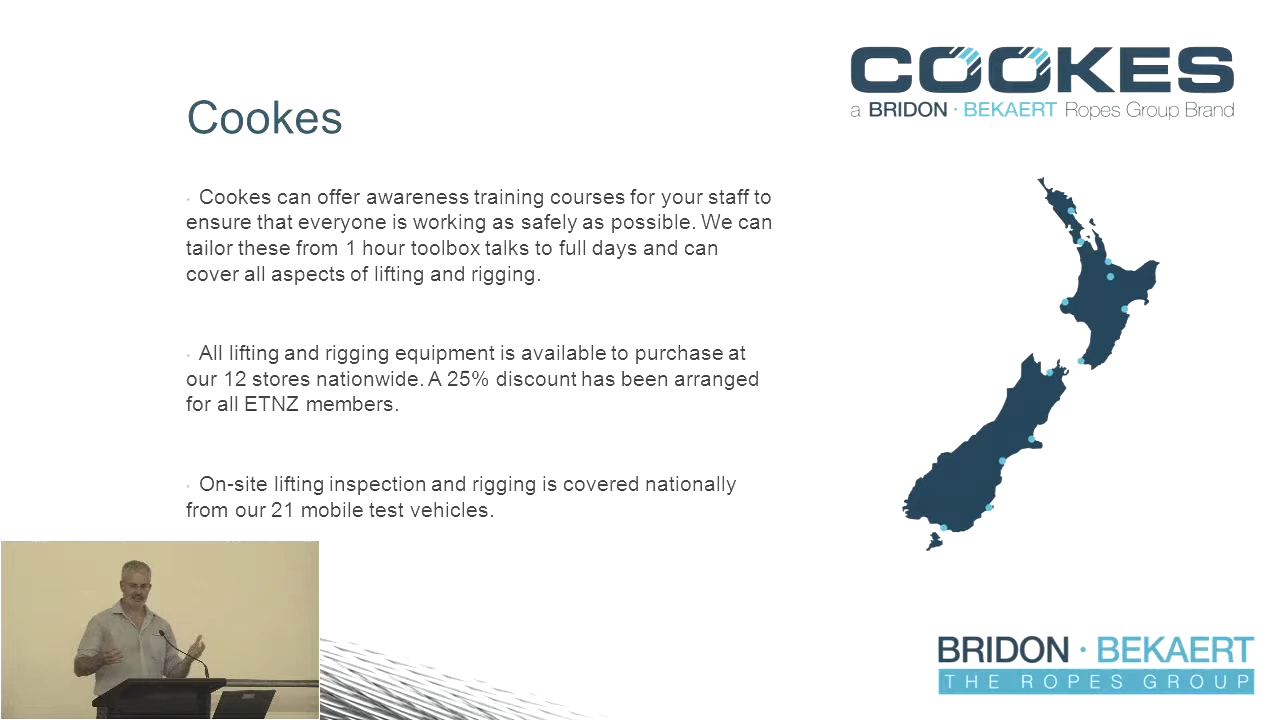 COOKES
a BRIDON · BEKAERT Ropes Group Brand
Cookes
· Cookes can offer awareness training courses for your staff to
ensure that everyone is working as safely as possible. We can
tailor these from 1 hour toolbox talks to full days and can
cover all aspects of lifting and rigging.
· All lifting and rigging equipment is available to purchase at
our 12 stores nationwide. A 25% discount has been arranged
for all ETNZ members.
· On-site lifting inspection and rigging is covered nationally
from our 21 mobile test vehicles.
BRIDON · BEKAERT
THE ROPES GROUP